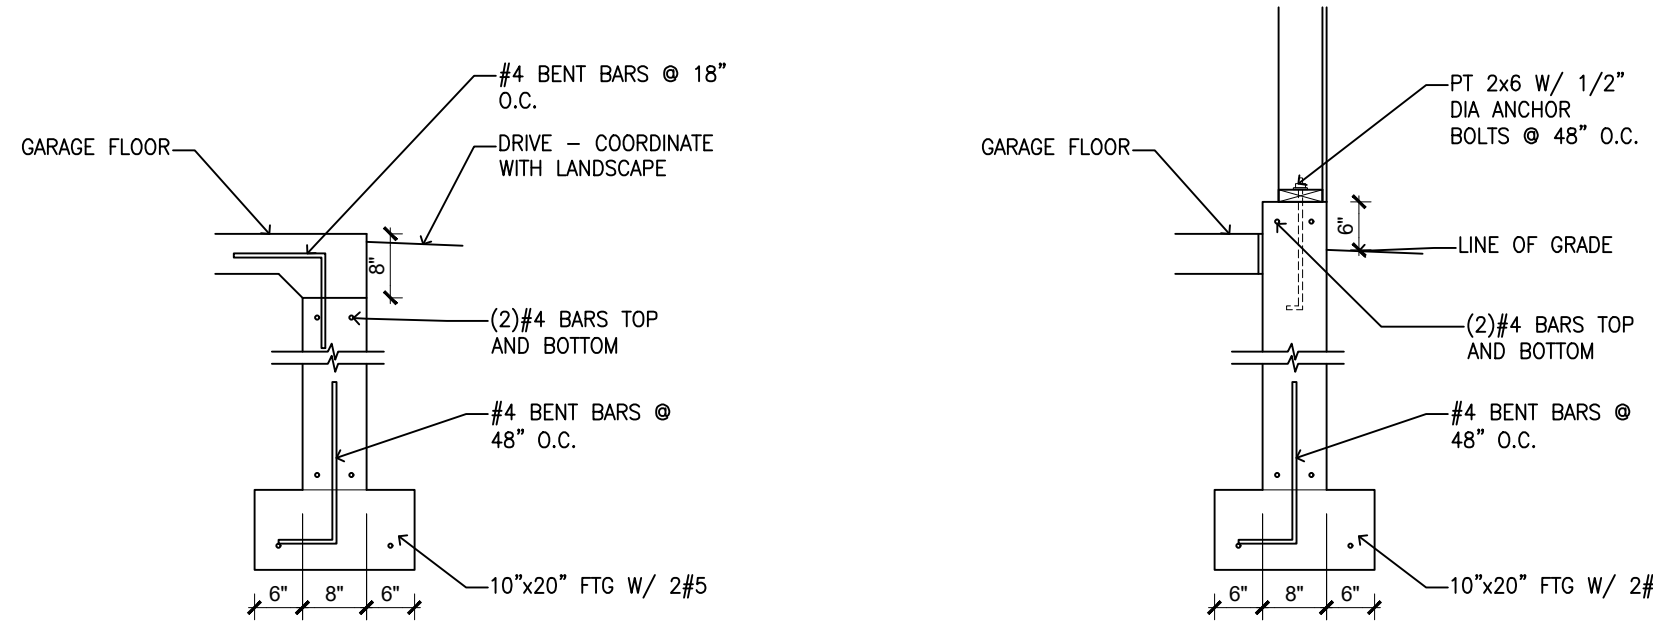 #4 BENT BARS @ 18”
O.C.
GARAGE FLOOR
DRIVE – COORDINATE
WITH LANDSCAPE
8"
(2)#4 BARS TOP
AND BOTTOM
#4 BENT BARS @
48” O.C.
10”x20” FTG W/ 2#5
6"
8"
6"
PT 2x6 W/ 1/2”
DIA ANCHOR
BOLTS @ 48” O.C.
GARAGE FLOOR
6"
LINE OF GRADE
(2)#4 BARS TOP
AND BOTTOM
#4 BENT BARS @
48” O.C.
10”x20” FTG W/ 2#
6"
8"
6"